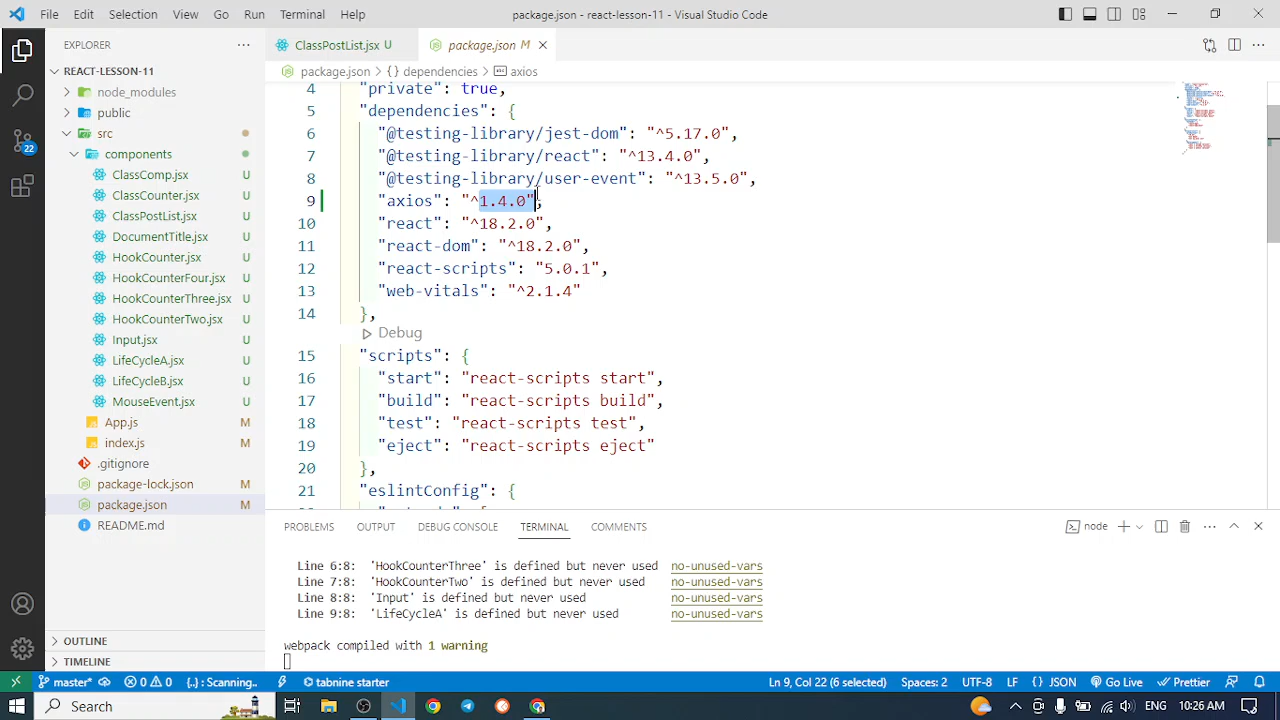 File Edit Selection View Go Run Terminal Help
package.json - react-lesson-11 - Visual Studio Code
EXPLORER
REACT-LESSON-11
node_modules
public
src
components
ClassComp.jsx U
ClassCounter.jsx U
ClassPostList.jsx U
DocumentTitle.jsx U
HookCounter.jsx U
HookCounterFour.jsx U
HookCounterThree.jsx U
HookCounterTwo.jsx U
Input.jsx U
LifeCycleA.jsx U
LifeCycleB.jsx U
MouseEvent.jsx U
App.js M
index.js M
.gitignore
package-lock.json M
package.json M
README.md
OUTLINE
TIMELINE
22
ClassPostList.jsx U
package.json M
package.json > {} dependencies > axios
4 "private": true,
5 "dependencies": {
6 "@testing-library/jest-dom": "^5.17.0",
7 "@testing-library/react": "^13.4.0",
8 "@testing-library/user-event": "^13.5.0",
9 "axios": "^1.4.0",
10 "react": "^18.2.0",
11 "react-dom": "^18.2.0",
12 "react-scripts": "5.0.1",
13 "web-vitals": "^2.1.4"
14 },
Debug
15 "scripts": {
16 "start": "react-scripts start",
17 "build": "react-scripts build",
18 "test": "react-scripts test",
19 "eject": "react-scripts eject"
20 },
21 "eslintConfig": {
PROBLEMS OUTPUT DEBUG CONSOLE TERMINAL COMMENTS
node
Line 6:8: 'HookCounterThree' is defined but never used no-unused-vars
Line 7:8: 'HookCounterTwo' is defined but never used no-unused-vars
Line 8:8: 'Input' is defined but never used no-unused-vars
Line 9:8: 'LifeCycleA' is defined but never used no-unused-vars
webpack compiled with 1 warning
master* 0 0 {..} : Scanning.. tabnine starter
Ln 9, Col 22 (6 selected) Spaces: 2 UTF-8 LF {} JSON Go Live Prettier
Search
ENG 10:26 AM